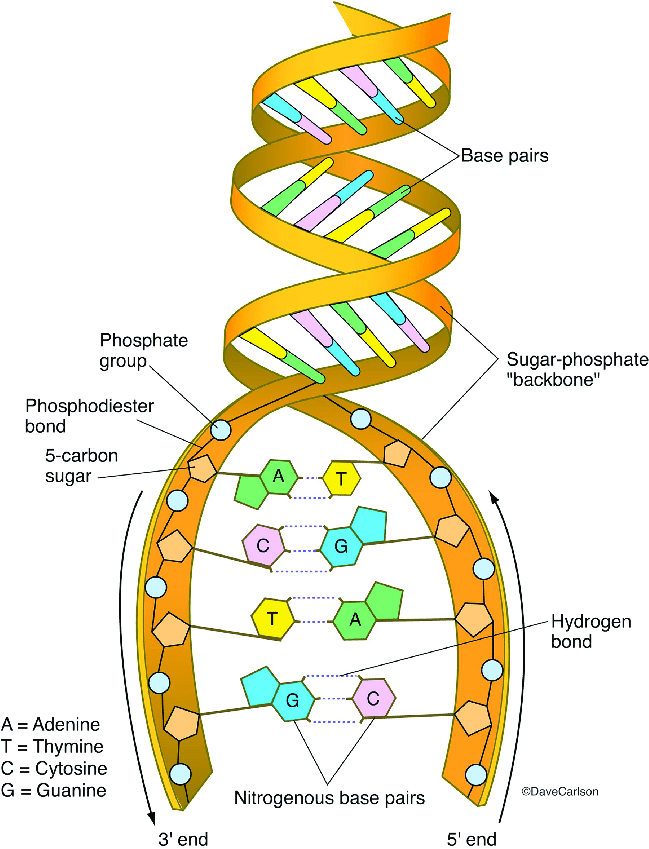 Base pairs
Phosphate
group
Sugar-phosphate
"backbone"
Phosphodiester
bond
5-carbon
sugar
A
T
C
G
T
A
Hydrogen
bond
G
C
A = Adenine
T = Thymine
C = Cytosine
G = Guanine
Nitrogenous base pairs
©DaveCarlson
3' end
5' end